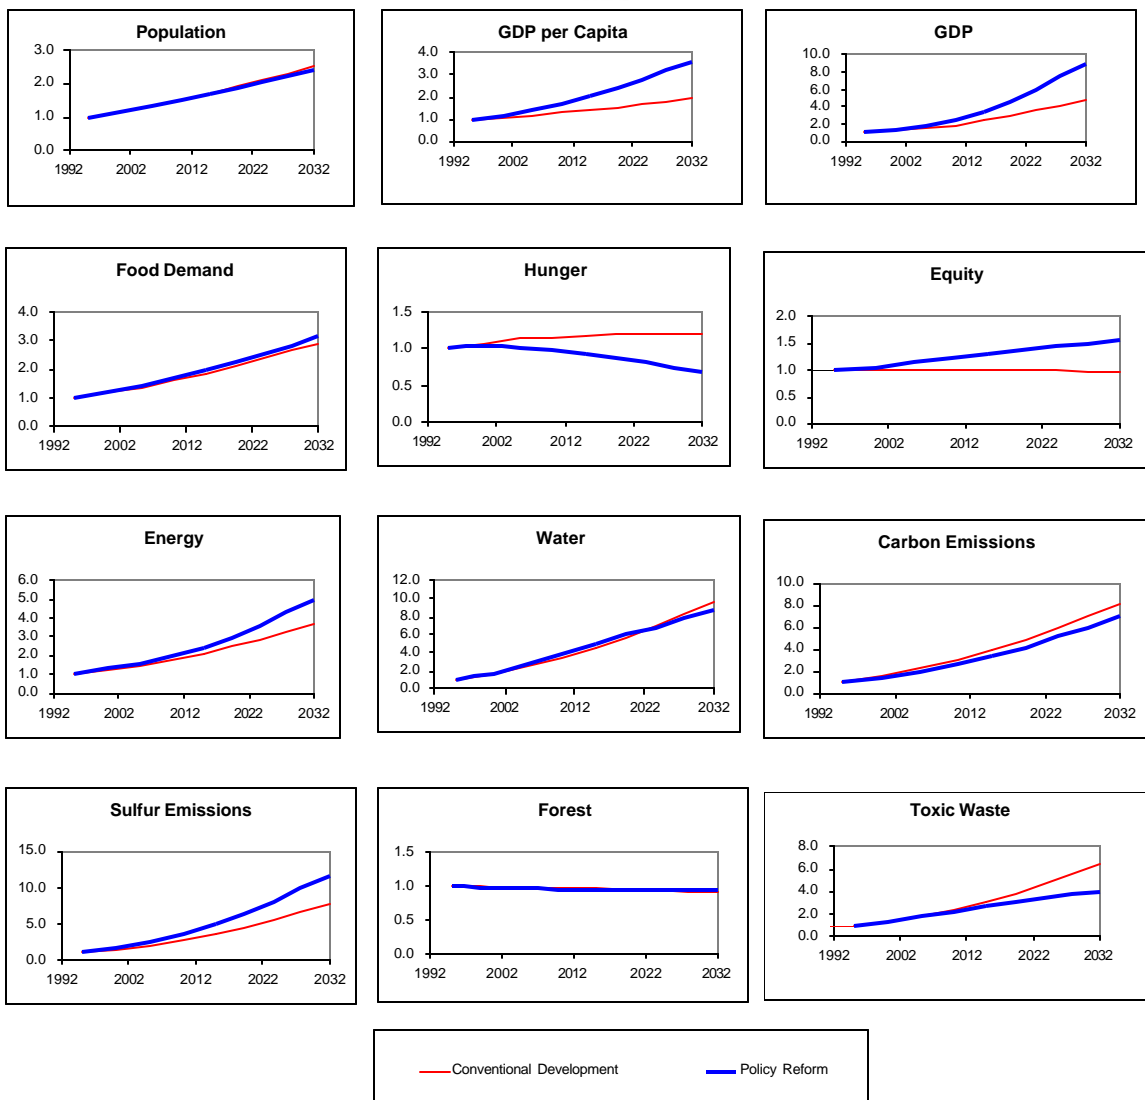 Population
3.0
2.0
1.0
0.0
1992 2002 2012 2022 2032
GDP per Capita
4.0
3.0
2.0
1.0
0.0
1992 2002 2012 2022 2032
GDP
10.0
8.0
6.0
4.0
2.0
0.0
1992 2002 2012 2022 2032
Food Demand
4.0
3.0
2.0
1.0
0.0
1992 2002 2012 2022 2032
Hunger
1.5
1.0
0.5
0.0
1992 2002 2012 2022 2032
Equity
2.0
1.5
1.0
0.5
0.0
1992 2002 2012 2022 2032
Energy
6.0
5.0
4.0
3.0
2.0
1.0
0.0
1992 2002 2012 2022 2032
Water
12.0
10.0
8.0
6.0
4.0
2.0
0.0
1992 2002 2012 2022 2032
Carbon Emissions
10.0
8.0
6.0
4.0
2.0
0.0
1992 2002 2012 2022 2032
Sulfur Emissions
15.0
10.0
5.0
0.0
1992 2002 2012 2022 2032
Forest
1.5
1.0
0.5
0.0
1992 2002 2012 2022 2032
Toxic Waste
8.0
6.0
4.0
2.0
0.0
1992 2002 2012 2022 2032
Conventional Development Policy Reform